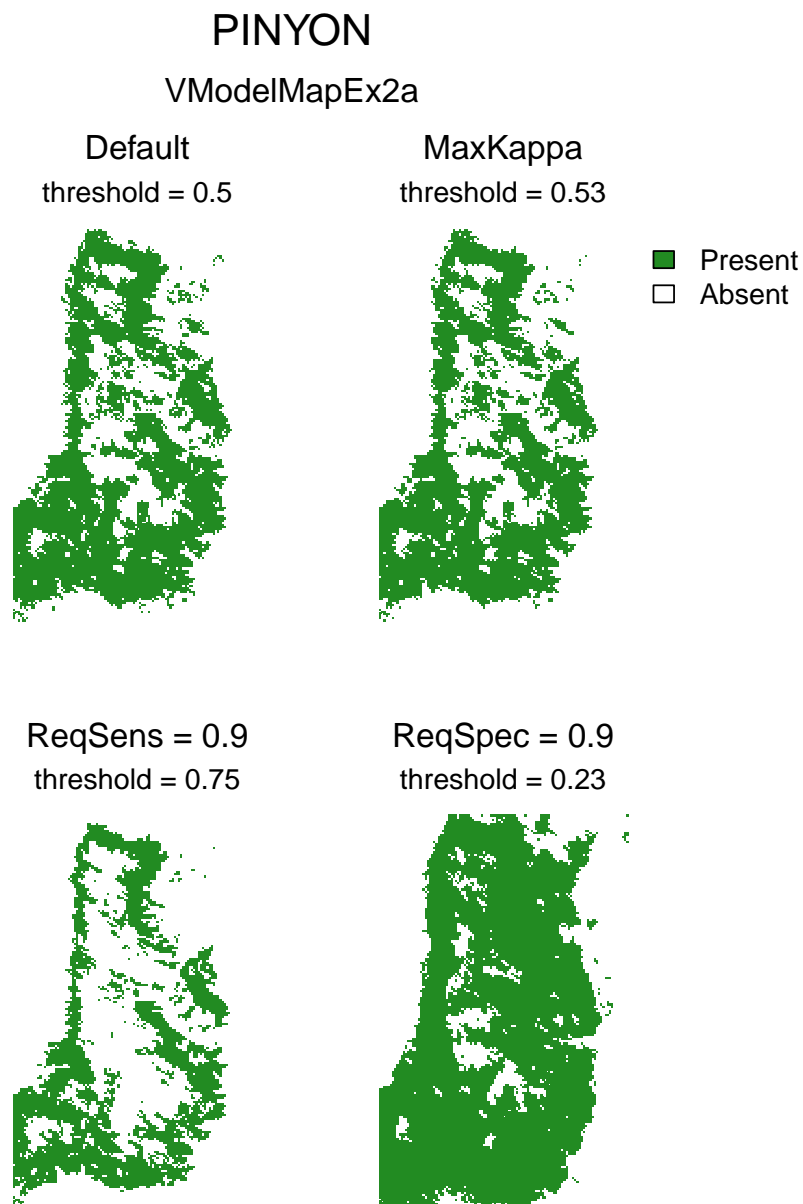 PINYON
VModelMapEx2a
Default
threshold = 0.5
MaxKappa
threshold = 0.53
Present
Absent
ReqSens = 0.9
threshold = 0.75
ReqSpec = 0.9
threshold = 0.23